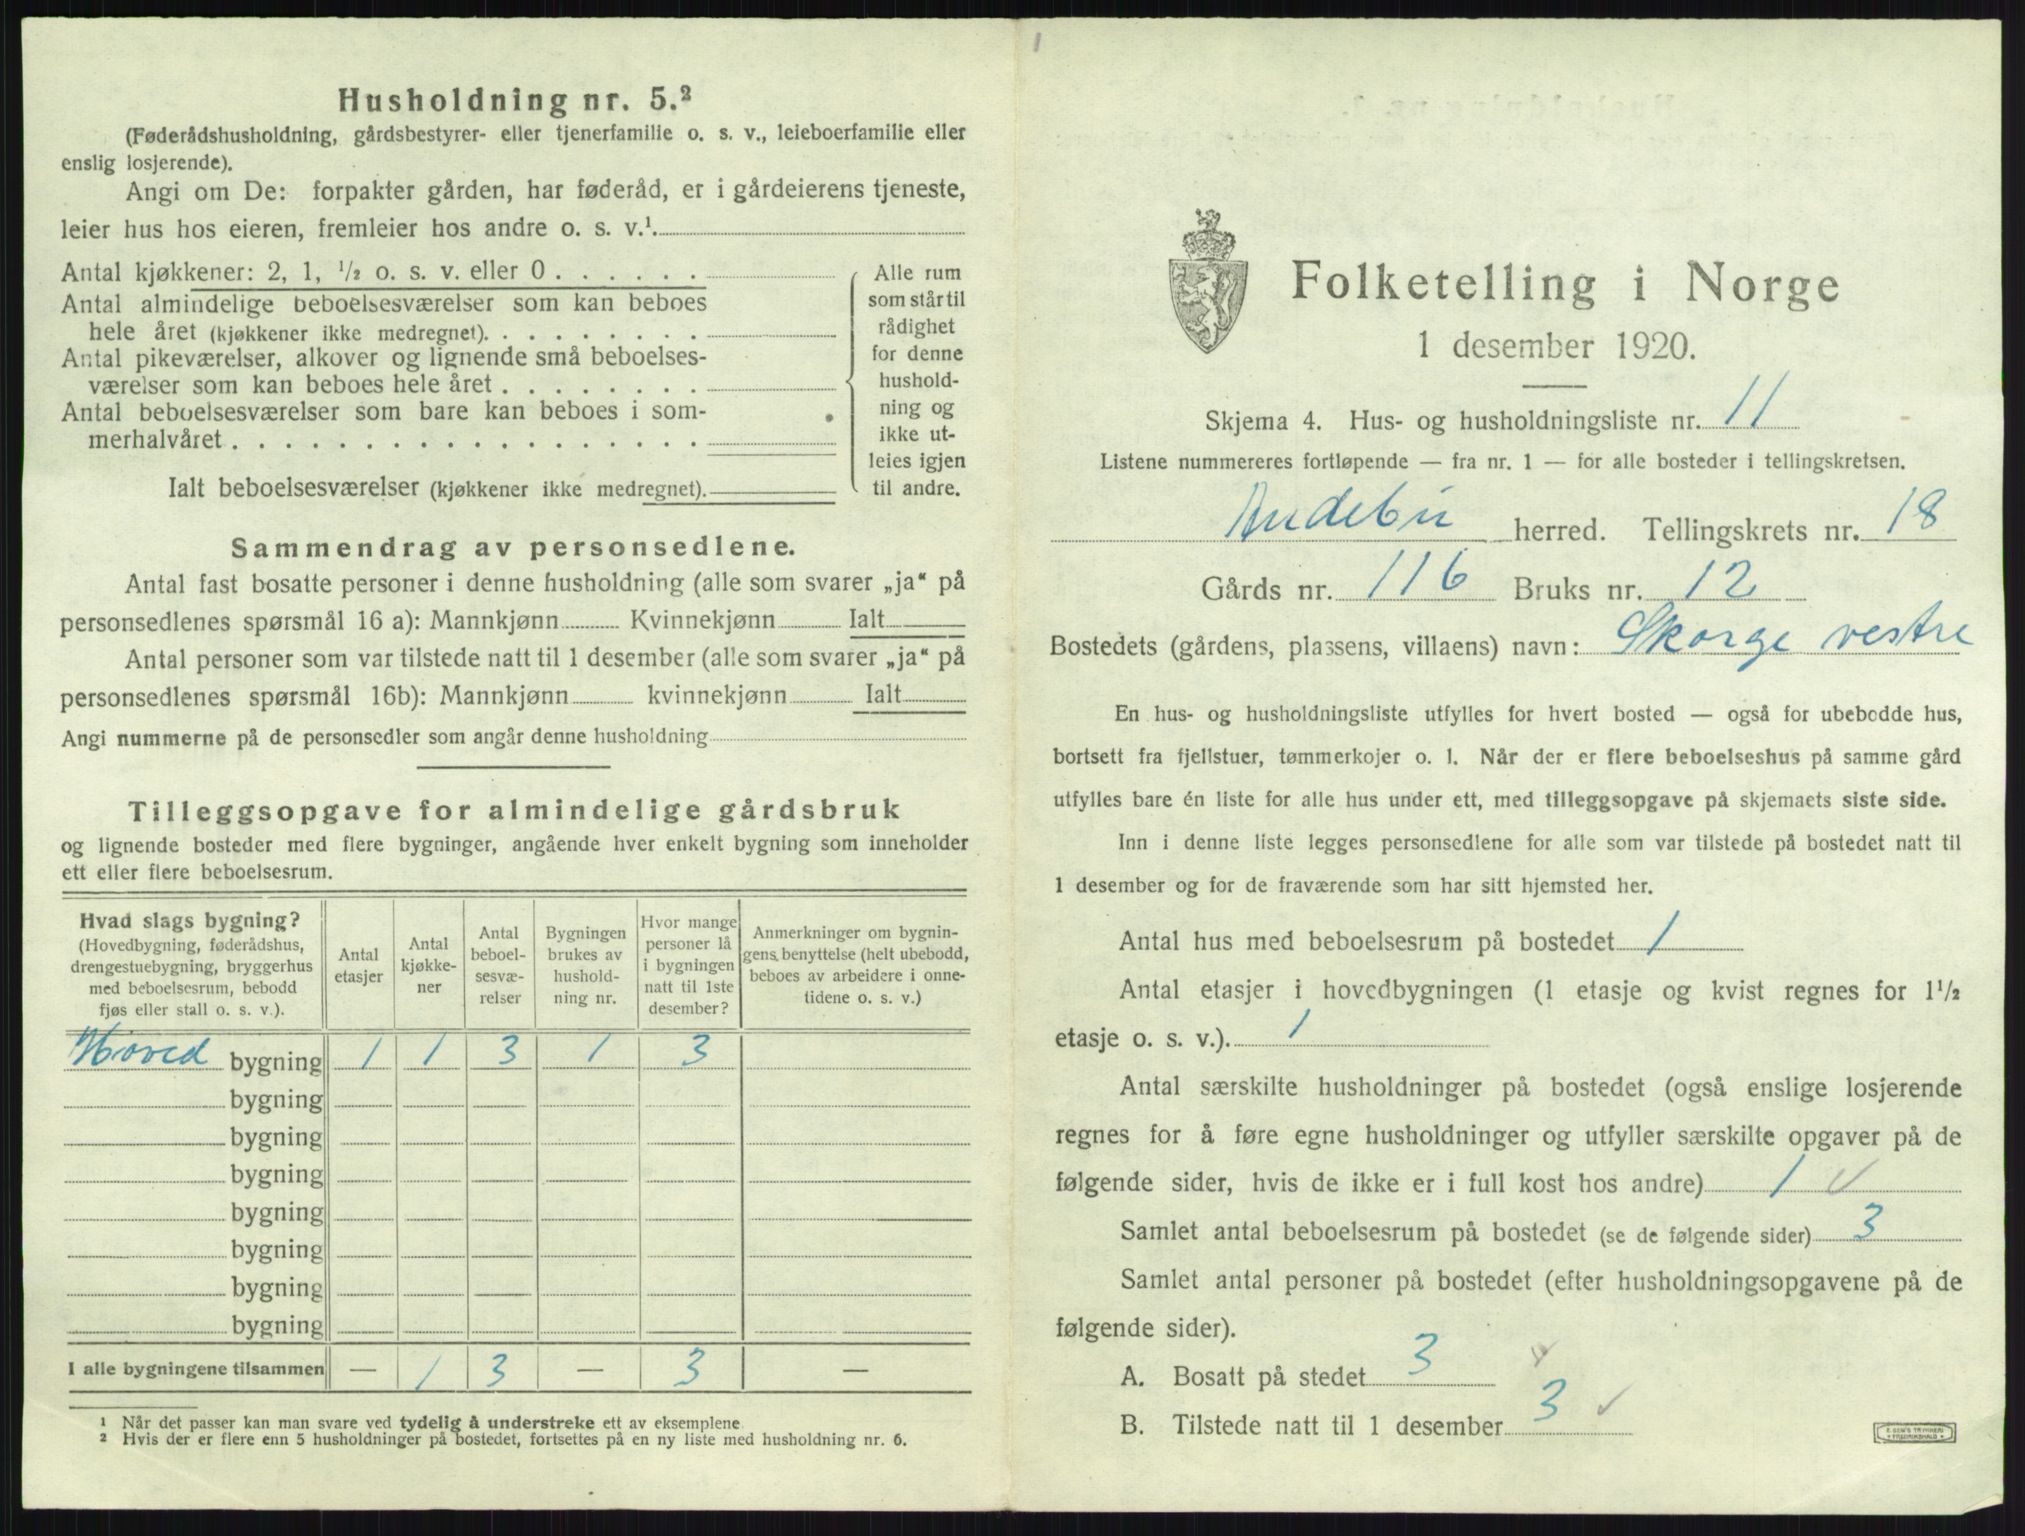 Husholdning nr. 5.²
(Føderådshusholdning, gårdsbestyrer- eller tjenerfamilie o. s. v., leieboerfamilie eller
enslig losjerende).
Angi om De: forpakter gården, har føderåd, er i gårdeierens tjeneste,
leier hus hos eieren, fremleier hos andre o. s. v.¹.
Antal kjøkkener: 2, 1, ½ o. s. v. eller 0 . . . . . .
Antal almindelige beboelsesværelser som kan beboes
hele året (kjøkkener ikke medregnet). . . . . . . . .
Antal pikeværelser, alkover og lignende små beboelses-
værelser som kan beboes hele året . . . . . . . .
Antal beboelsesværelser som bare kan beboes i som-
merhalvåret . . . . . . . . . . . . . . . . . .
Ialt beboelsesværelser (kjøkkener ikke medregnet).
Alle rum
som står til
rådighet
for denne
hushold-
ning og
ikke ut-
leies igjen
til andre.
Sammendrag av personsedlene.
Antal fast bosatte personer i denne husholdning (alle som svarer „ja“ på
personsedlenes spørsmål 16 a): Mannkjønn Kvinnekjønn Ialt
Antal personer som var tilstede natt til 1 desember (alle som svarer „ja“ på
personsedlenes spørsmål 16b): Mannkjønn kvinnekjønn Ialt
Angi nummerne på de personsedler som angår denne husholdning
Tilleggsopgave for almindelige gårdsbruk
og lignende bosteder med flere bygninger, angående hver enkelt bygning som inneholder
ett eller flere beboelsesrum.
Hvad slags bygning?
(Hovedbygning, føderådshus,
drengestuebygning, bryggerhus
med beboelsesrum, bebodd
fjøs eller stall o. s. v.).
Antal
etasjer
Antal
kjøkke-
ner
Antal
beboel-
sesvæ-
relser
Bygningen
brukes av
hushold-
ning nr.
Hvor mange
personer lå
i bygningen
natt til 1ste
desember?
Anmerkninger om bygnin-
gens benyttelse (helt ubebodd,
beboes av arbeidere i onne-
tidene o. s. v.)
Hoved bygning 1 1 3 1 3
bygning
bygning
bygning
bygning
bygning
bygning
bygning
I alle bygningene tilsammen — 1 3 — 3 —
¹ Når det passer kan man svare ved tydelig å understreke ett av eksemplene
² Hvis der er flere enn 5 husholdninger på bostedet, fortsettes på en ny liste med husholdning nr. 6.
1
Folketelling i Norge
1 desember 1920.
Skjema 4. Hus- og husholdningsliste nr. 11
Listene nummereres fortløpende — fra nr. 1 — for alle bosteder i tellingskretsen.
Andebu herred. Tellingskrets nr. 18
Gårds nr. 116 Bruks nr. 12
Bostedets (gårdens, plassens, villaens) navn: Skorge vestre
En hus- og husholdningsliste utfylles for hvert bosted — også for ubebodde hus,
bortsett fra fjellstuer, tømmerkojer o. l. Når der er flere beboelseshus på samme gård
utfylles bare én liste for alle hus under ett, med tilleggsopgave på skjemaets siste side.
Inn i denne liste legges personsedlene for alle som var tilstede på bostedet natt til
1 desember og for de fraværende som har sitt hjemsted her.
Antal hus med beboelsesrum på bostedet 1
Antal etasjer i hovedbygningen (1 etasje og kvist regnes for 1½
etasje o. s. v.). 1
Antal særskilte husholdninger på bostedet (også enslige losjerende
regnes for å føre egne husholdninger og utfyller særskilte opgaver på de
følgende sider, hvis de ikke er i full kost hos andre) 1 ✓
Samlet antal beboelsesrum på bostedet (se de følgende sider) 3
Samlet antal personer på bostedet (efter husholdningsopgavene på de
følgende sider).
A. Bosatt på stedet 3 ✓
B. Tilstede natt til 1 desember 3 ✓